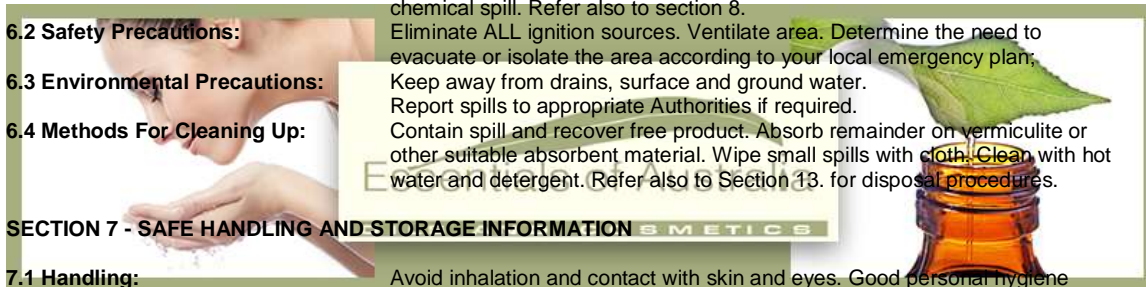 chemical spill. Refer also to section 8.
6.2 Safety Precautions: Eliminate ALL ignition sources. Ventilate area. Determine the need to
evacuate or isolate the area according to your local emergency plan;
6.3 Environmental Precautions: Keep away from drains, surface and ground water.
Report spills to appropriate Authorities if required.
6.4 Methods For Cleaning Up: Contain spill and recover free product. Absorb remainder on vermiculite or
other suitable absorbent material. Wipe small spills with cloth. Clean with hot
water and detergent. Refer also to Section 13. for disposal procedures.
Essentials of Australia
SECTION 7 - SAFE HANDLING AND STORAGE INFORMATION
SMETICS
7.1 Handling: Avoid inhalation and contact with skin and eyes. Good personal hygiene